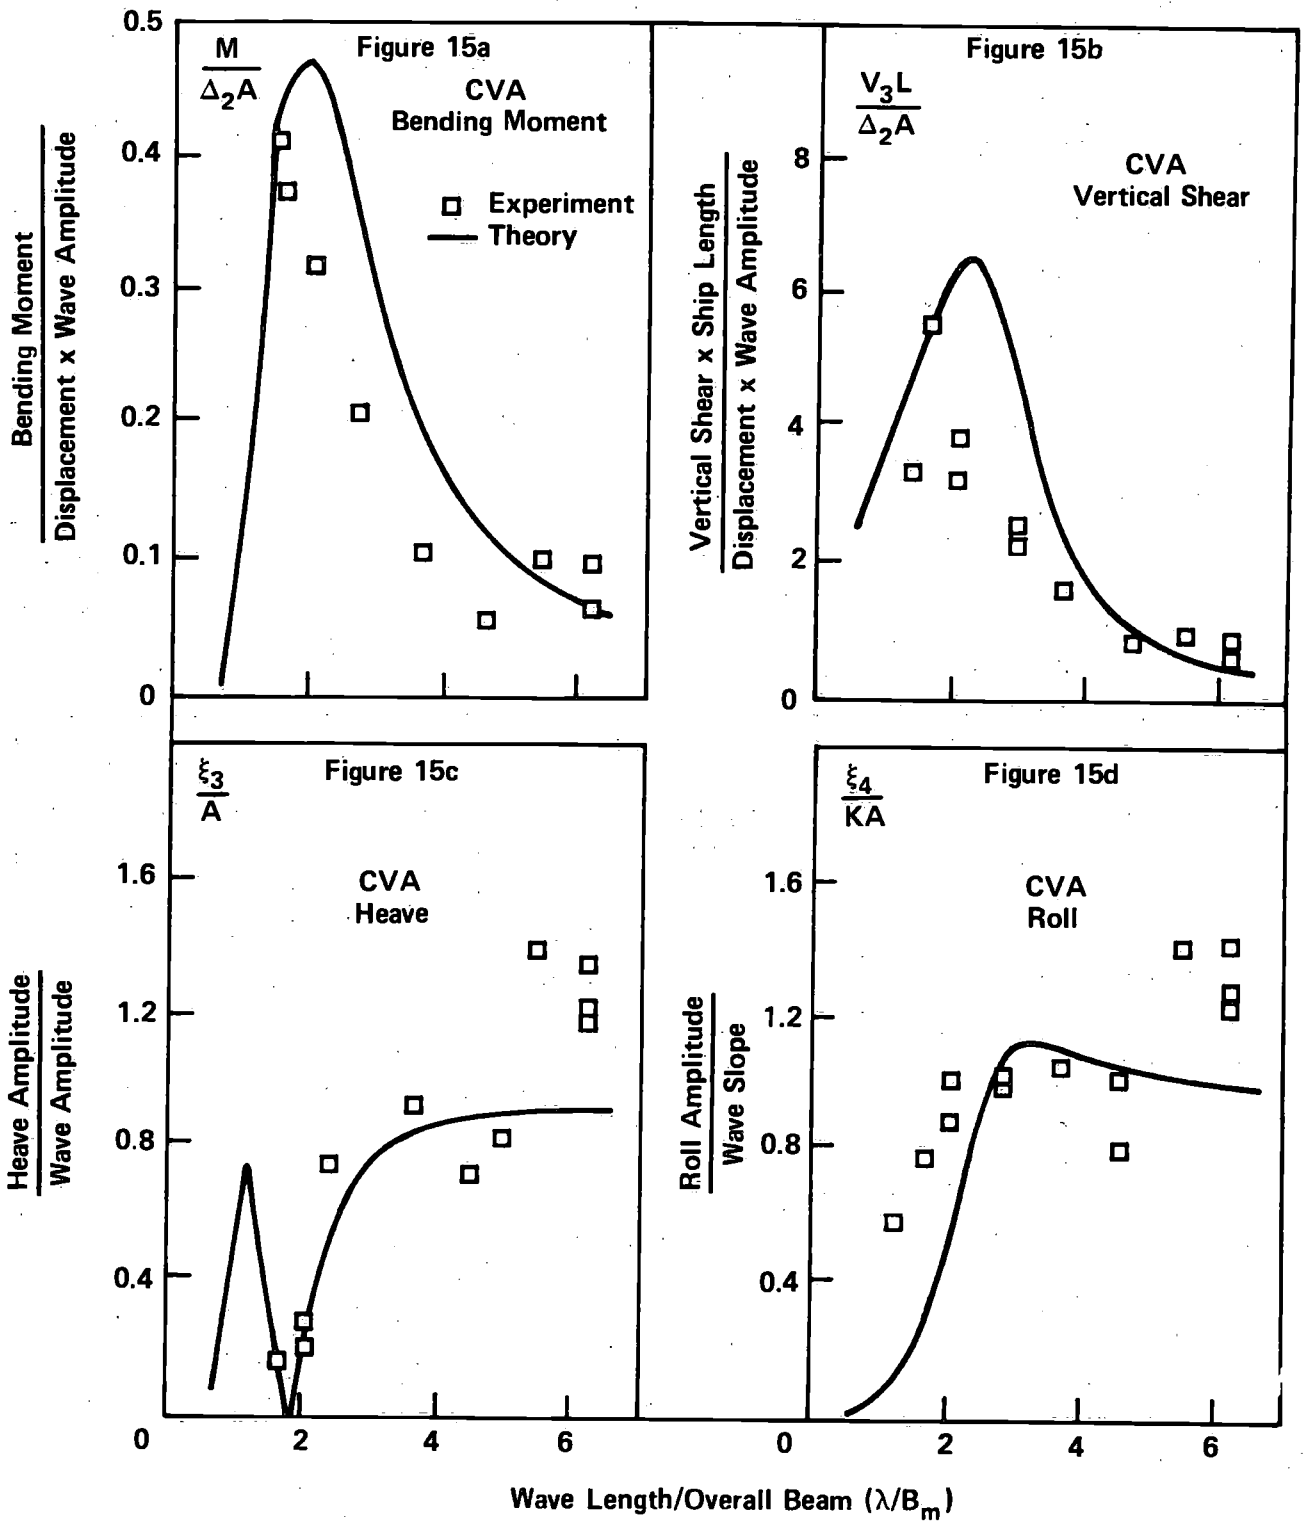 Figure 15a
M
Δ₂A
CVA
Bending Moment
Experiment
Theory
0.5
0.4
0.3
0.2
0.1
0
Bending Moment
Displacement x Wave Amplitude
Figure 15b
V₃L
Δ₂A
CVA
Vertical Shear
8
6
4
2
0
Vertical Shear x Ship Length
Displacement x Wave Amplitude
Figure 15c
ξ₃
A
CVA
Heave
1.6
1.2
0.8
0.4
0 2 4 6
Heave Amplitude
Wave Amplitude
Figure 15d
ξ₄
KA
CVA
Roll
1.6
1.2
0.8
0.4
0 2 4 6
Roll Amplitude
Wave Slope
Wave Length/Overall Beam (λ/Bₘ)